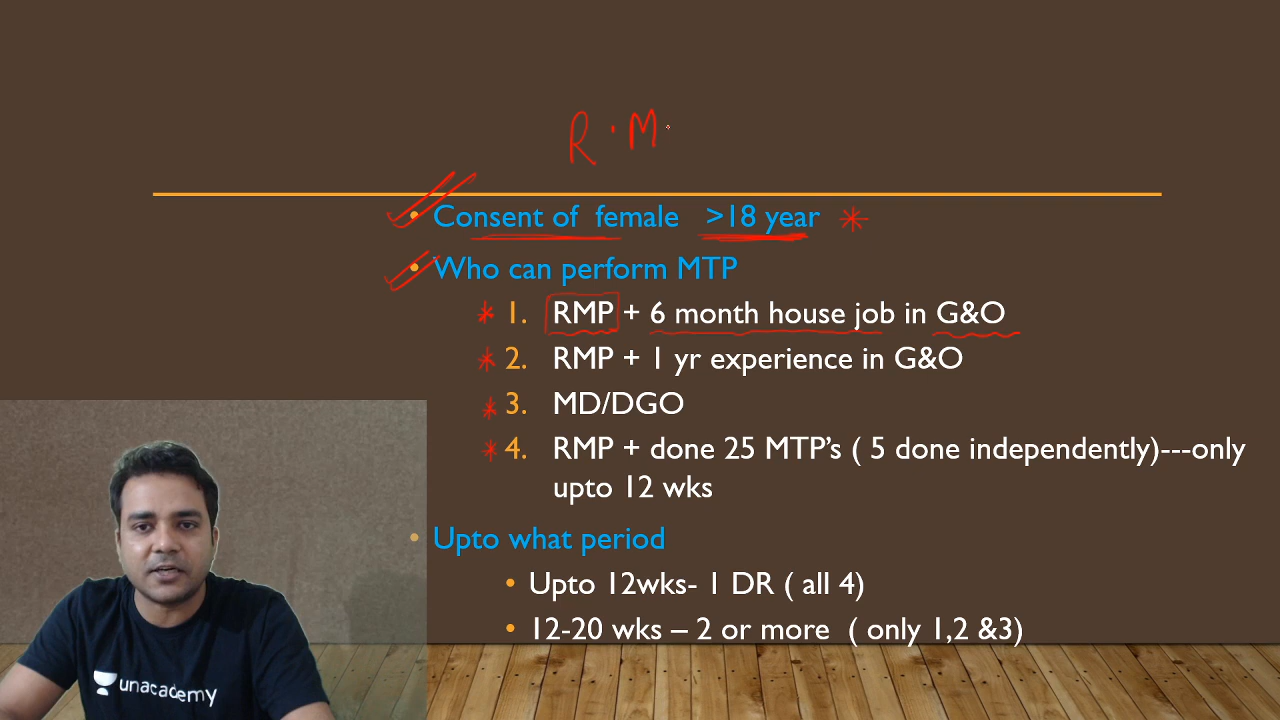 R.M.
• Consent of female >18 year *
• Who can perform MTP
* 1. RMP + 6 month house job in G&O
* 2. RMP + 1 yr experience in G&O
* 3. MD/DGO
* 4. RMP + done 25 MTP’s ( 5 done independently)---only
upto 12 wks
• Upto what period
• Upto 12wks- 1 DR ( all 4)
• 12-20 wks – 2 or more ( only 1,2 &3)
unacademy